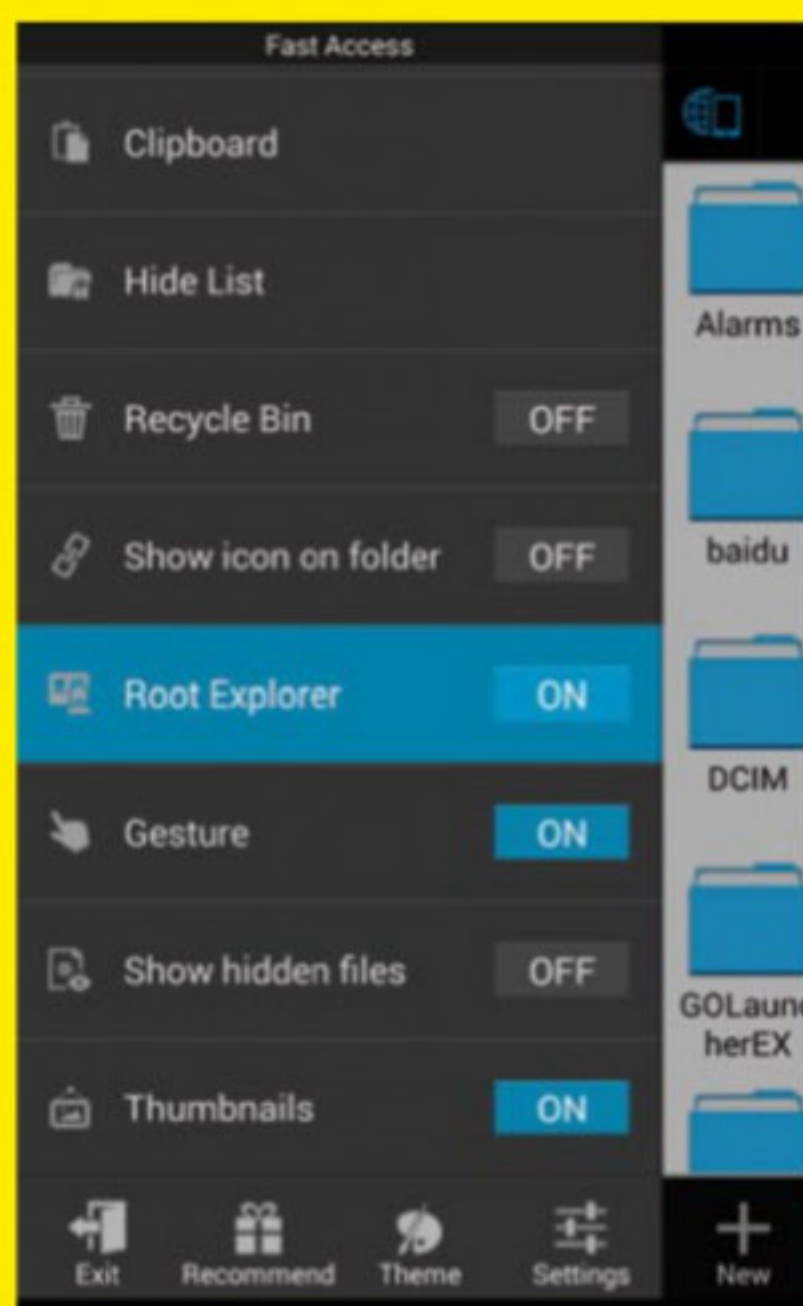 Fast Access
Clipboard
Hide List
Recycle Bin OFF
Show icon on folder OFF
Root Explorer ON
Gesture ON
Show hidden files OFF
Thumbnails ON
Exit Recommend Theme Settings
Alarms
baidu
DCIM
GOLaunc
herEX
New